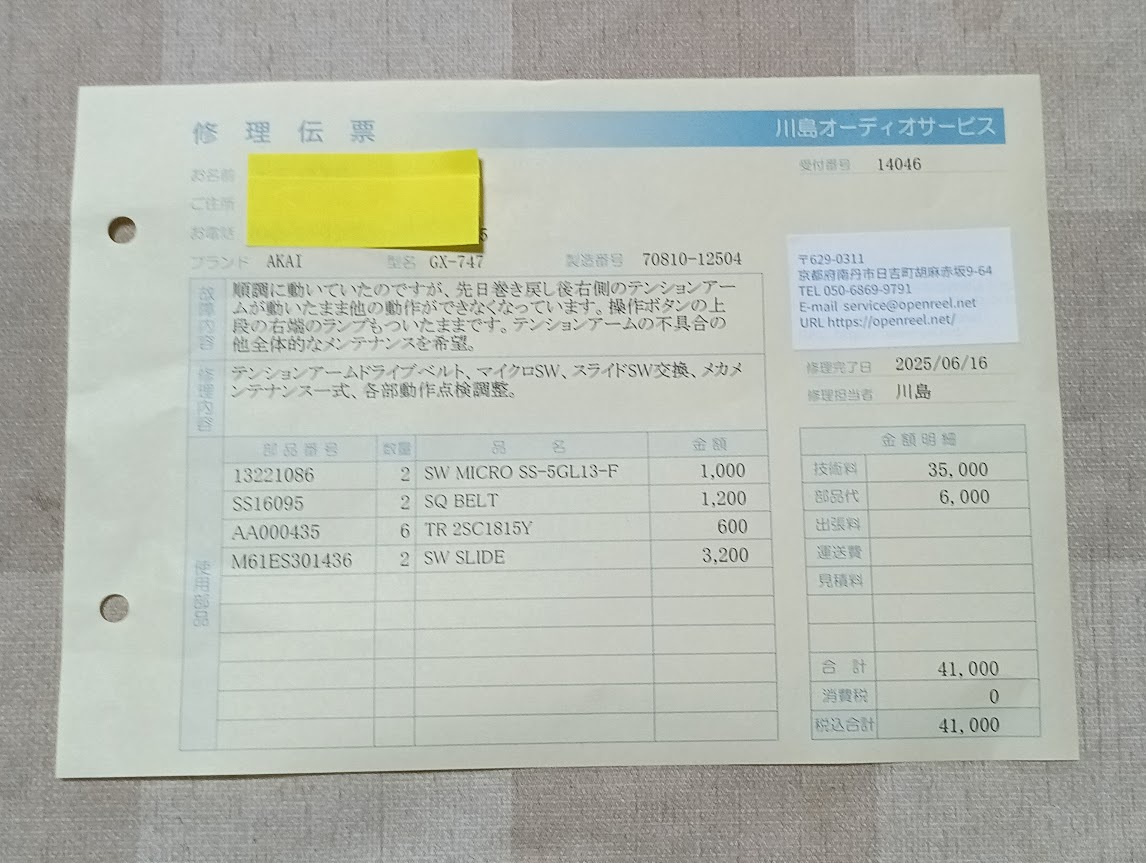 修理伝票
川島オーディオサービス
受付番号 14046
お名前
ご住所
お電話 5
ブランド AKAI 型名 GX-747 製造番号 70810-12504
〒629-0311
京都府南丹市日吉町胡麻赤坂9-64
TEL 050-6869-9791
E-mail service@openreel.net
URL https://openreel.net/
故障内容
順調に動いていたのですが、先日巻き戻し後右側のテンションアー
ムが動いたまま他の動作ができなくなっています。操作ボタンの上
段の右端のランプもついたままです。テンションアームの不具合の
他全体的なメンテナンスを希望。
修理完了日 2025/06/16
修理担当者 川島
修理内容
テンションアームドライブベルト、マイクロSW、スライドSW交換、メカメ
ンテナンス一式、各部動作点検調整。
使用部品
部品番号 数量 品名 金額
13221086 2 SW MICRO SS-5GL13-F 1,000
SS16095 2 SQ BELT 1,200
AA000435 6 TR 2SC1815Y 600
M61ES301436 2 SW SLIDE 3,200
金額明細
技術料 35,000
部品代 6,000
出張料
運送費
見積料
合計 41,000
消費税 0
税込合計 41,000